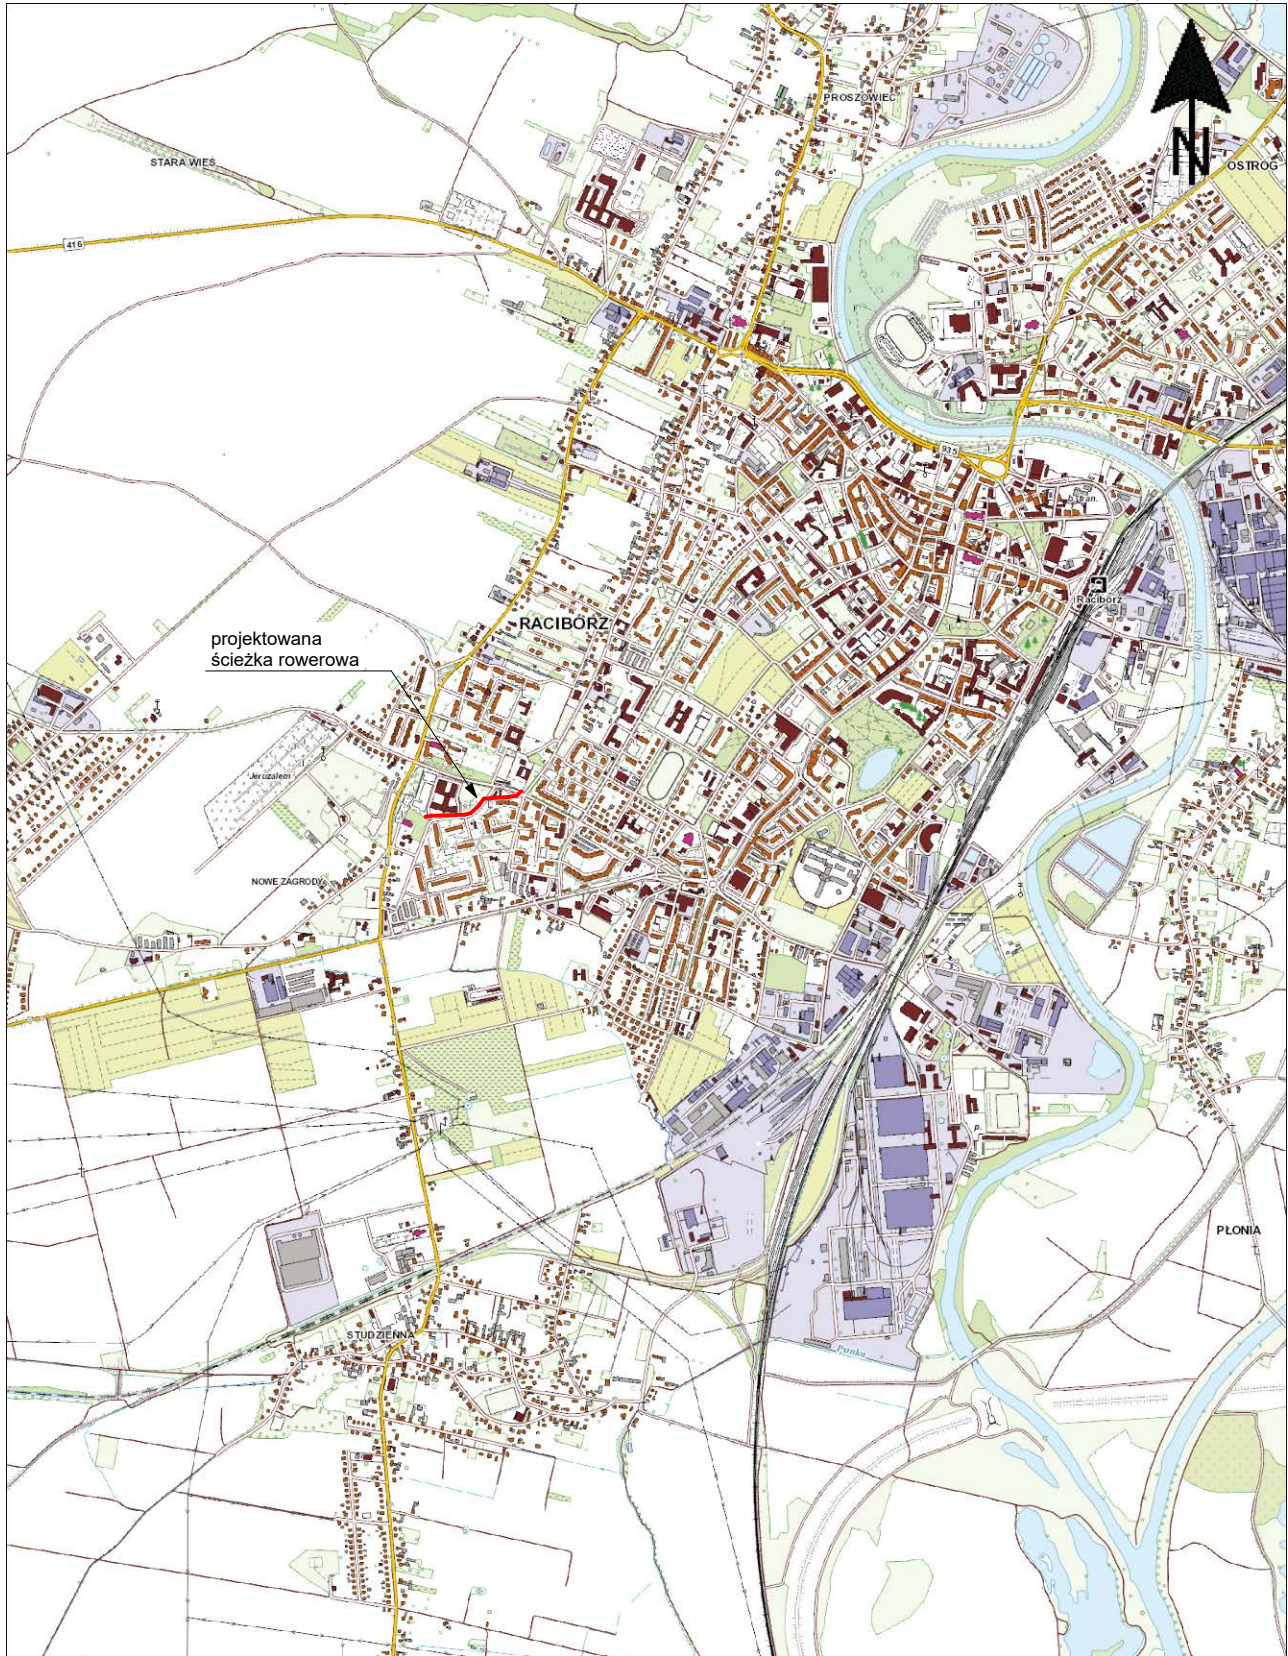 PROSZOWIEC
N
OSTRÓG
STARA WIEŚ
416
935
Racibórz
RACIBÓRZ
projektowana
ścieżka rowerowa
Jeruzalem
NOWE ZAGRODY
p.
PŁONIA
STUDZIENNA
Psinka